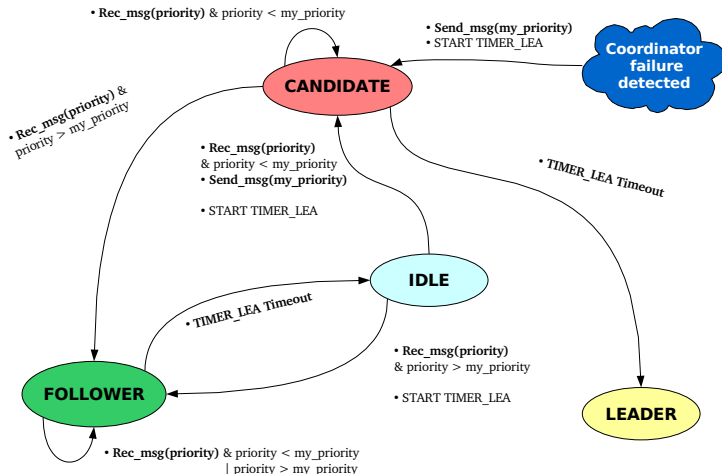 • Rec_msg(priority) & priority < my_priority
• Send_msg(my_priority)
• START TIMER_LEA
Coordinator
failure
detected
CANDIDATE
• Rec_msg(priority) &
priority > my_priority
• Rec_msg(priority)
& priority < my_priority
• Send_msg(my_priority)
• START TIMER_LEA
• TIMER_LEA Timeout
IDLE
• TIMER_LEA Timeout
• Rec_msg(priority)
& priority > my_priority
• START TIMER_LEA
FOLLOWER
LEADER
• Rec_msg(priority) & priority < my_priority
| priority > my_priority